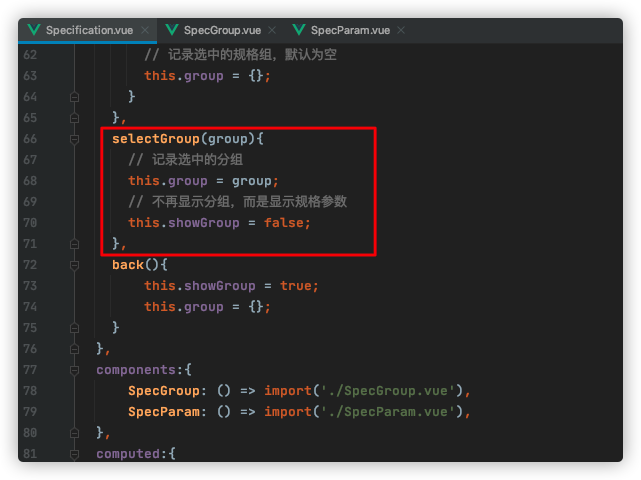 Specification.vue SpecGroup.vue SpecParam.vue
62 // 记录选中的规格组，默认为空
63 this.group = {};
64 }
65 },
66 selectGroup(group){
67 // 记录选中的分组
68 this.group = group;
69 // 不再显示分组，而是显示规格参数
70 this.showGroup = false;
71 },
72 back(){
73 this.showGroup = true;
74 this.group = {};
75 }
76 },
77 components:{
78 SpecGroup: () => import('./SpecGroup.vue'),
79 SpecParam: () => import('./SpecParam.vue'),
80 },
81 computed:{